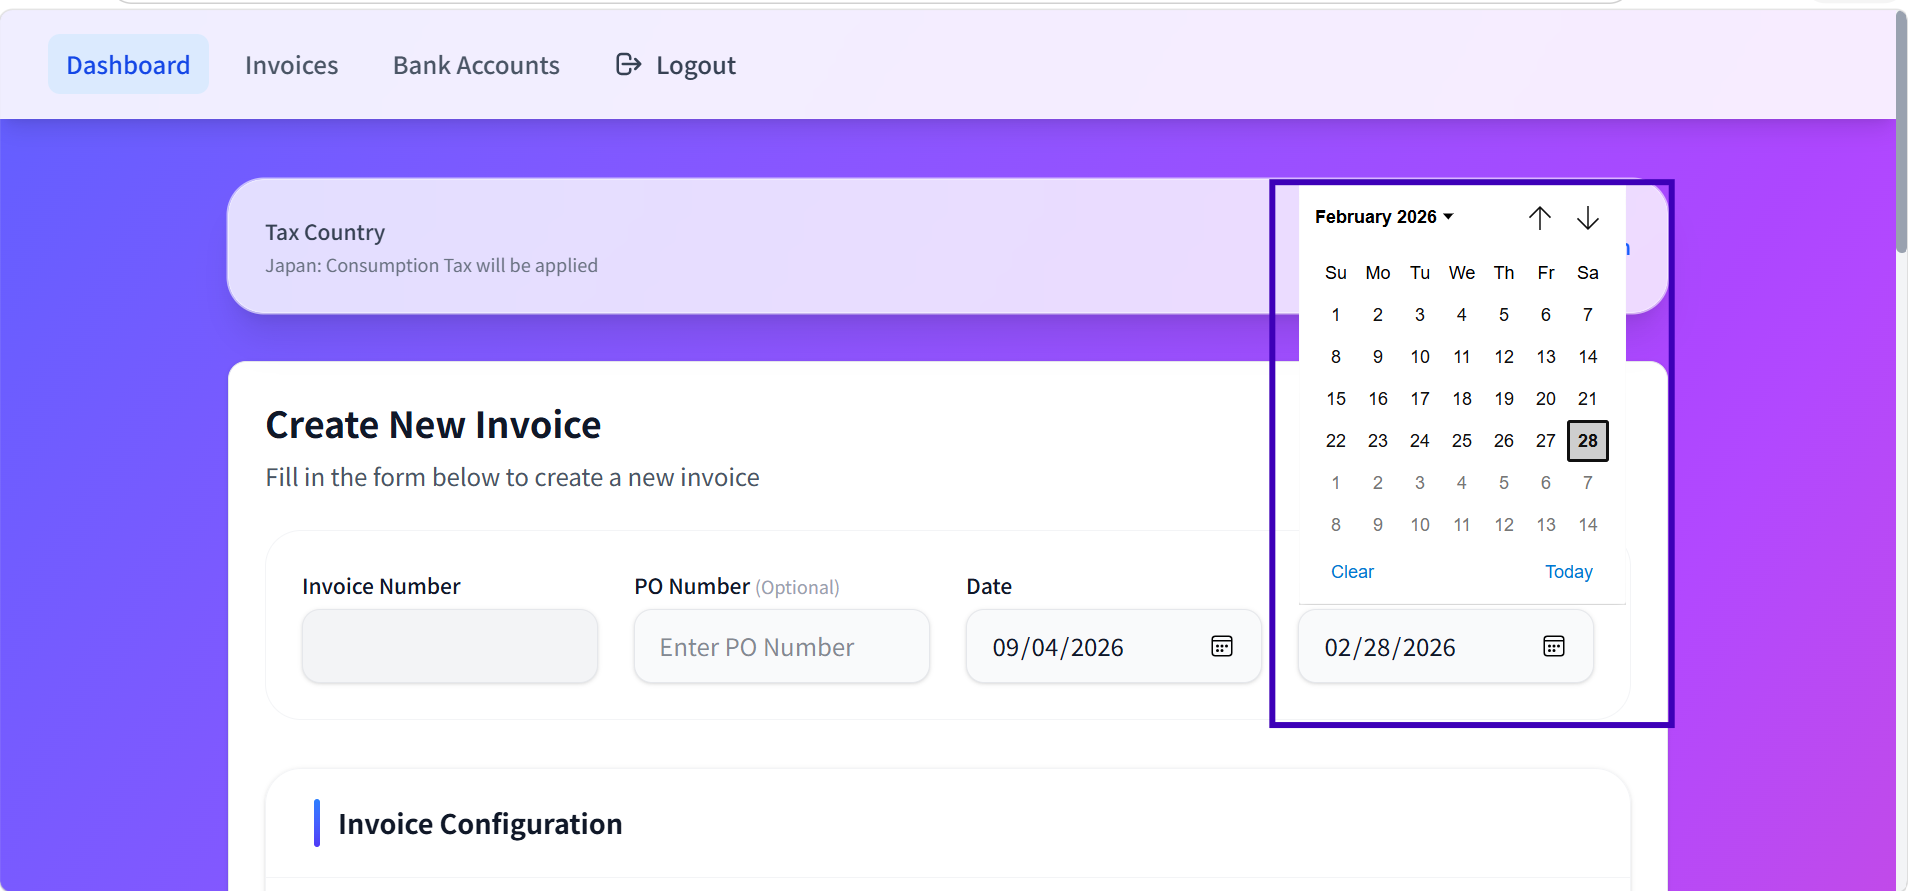 Dashboard Invoices Bank Accounts Logout
Tax Country
Japan: Consumption Tax will be applied
February 2026
Su Mo Tu We Th Fr Sa
1 2 3 4 5 6 7
8 9 10 11 12 13 14
15 16 17 18 19 20 21
22 23 24 25 26 27 28
1 2 3 4 5 6 7
8 9 10 11 12 13 14
Clear Today
Create New Invoice
Fill in the form below to create a new invoice
Invoice Number
PO Number (Optional)
Enter PO Number
Date
09/04/2026
02/28/2026
Invoice Configuration